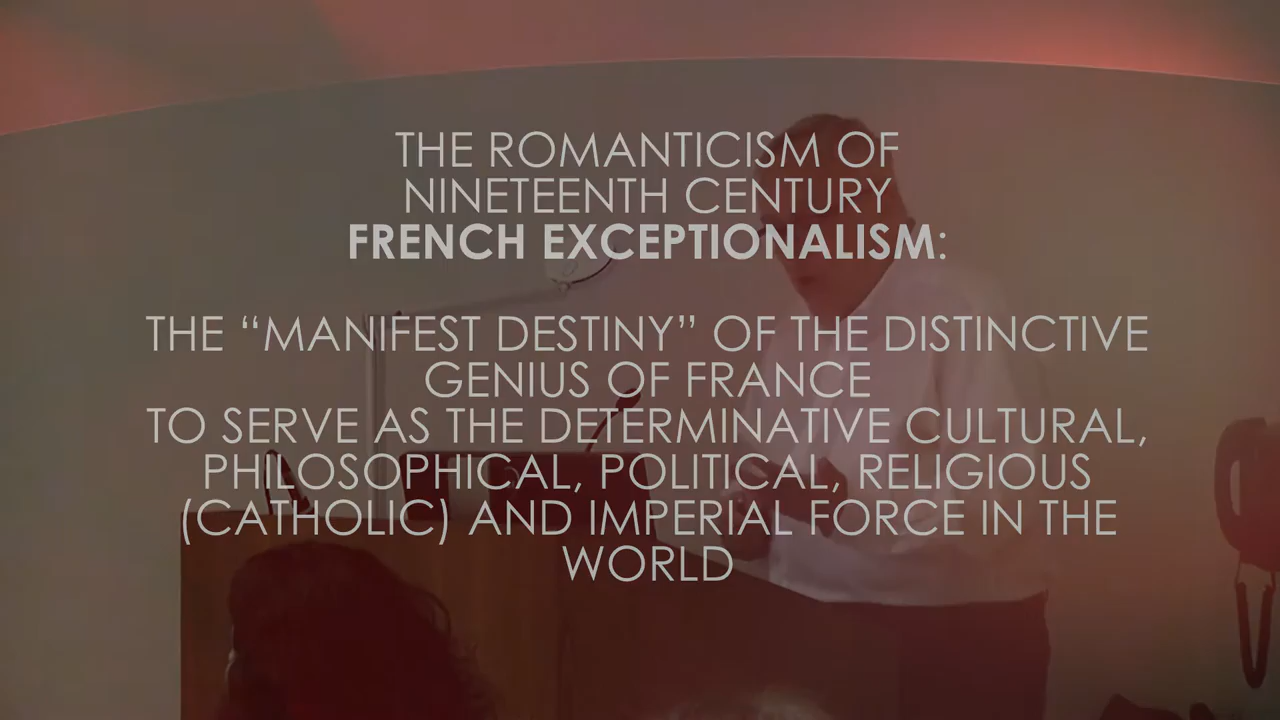 THE ROMANTICISM OF
NINETEENTH CENTURY
FRENCH EXCEPTIONALISM:
THE “MANIFEST DESTINY” OF THE DISTINCTIVE
GENIUS OF FRANCE
TO SERVE AS THE DETERMINATIVE CULTURAL,
PHILOSOPHICAL, POLITICAL, RELIGIOUS
(CATHOLIC) AND IMPERIAL FORCE IN THE
WORLD